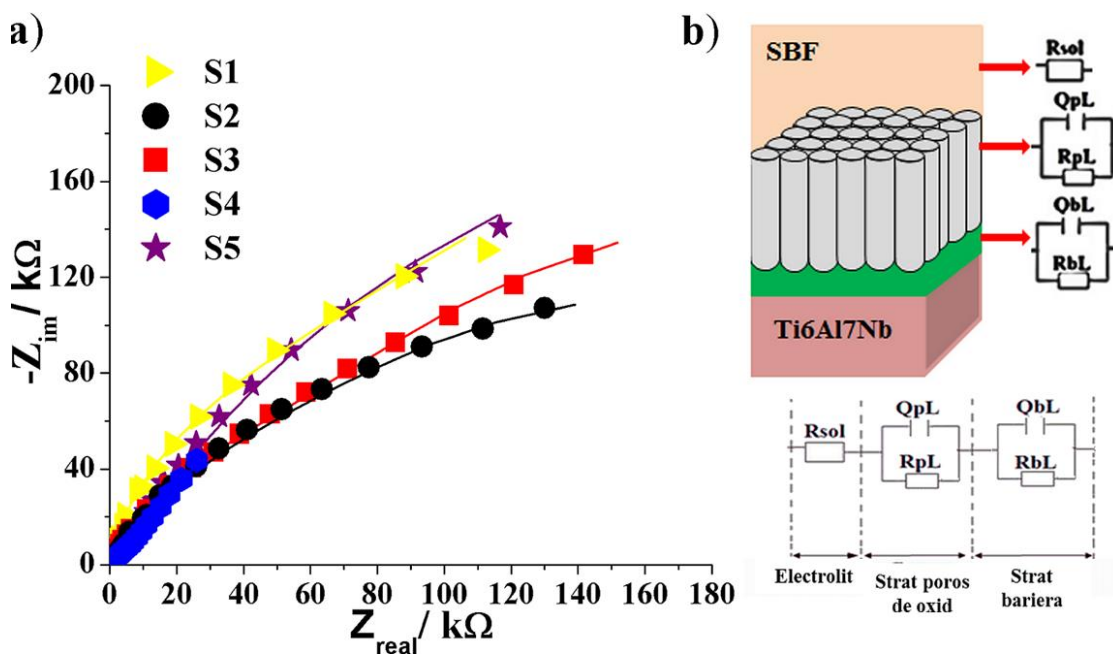 a)
-Z_im / kΩ
200
160
120
80
40
0
S1
S2
S3
S4
S5
0 20 40 60 80 100 120 140 160 180
Z_real / kΩ
b)
SBF
Rsol
QpL
RpL
QbL
RbL
Ti6Al7Nb
Rsol
QpL
RpL
QbL
RbL
Electrolit
Strat poros
de oxid
Strat
bariera